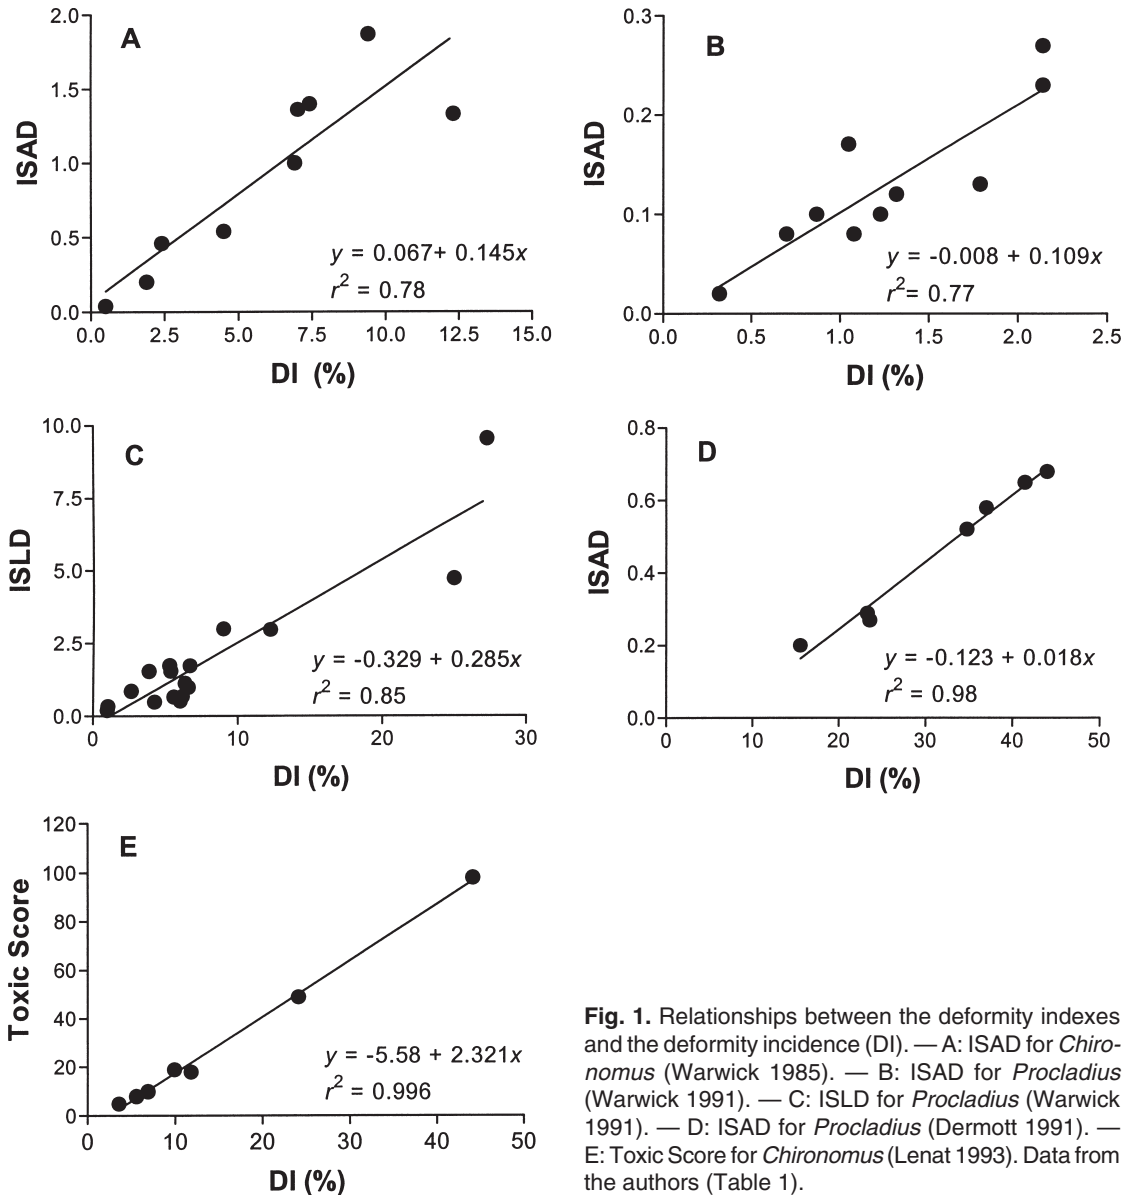 A
2.0
1.5
1.0
0.5
0.0
ISAD
y = 0.067+ 0.145x
r² = 0.78
0.0 2.5 5.0 7.5 10.0 12.5 15.0
DI (%)
B
0.3
0.2
0.1
0.0
ISAD
y = -0.008 + 0.109x
r²= 0.77
0.0 0.5 1.0 1.5 2.0 2.5
DI (%)
C
10.0
7.5
5.0
2.5
0.0
ISLD
y = -0.329 + 0.285x
r² = 0.85
0 10 20 30
DI (%)
D
0.8
0.6
0.4
0.2
0.0
ISAD
y = -0.123 + 0.018x
r² = 0.98
0 10 20 30 40 50
DI (%)
E
120
100
80
60
40
20
0
Toxic Score
y = -5.58 + 2.321x
r² = 0.996
0 10 20 30 40 50
DI (%)
Fig. 1. Relationships between the deformity indexes
and the deformity incidence (DI). — A: ISAD for Chiro-
nomus (Warwick 1985). — B: ISAD for Procladius
(Warwick 1991). — C: ISLD for Procladius (Warwick
1991). — D: ISAD for Procladius (Dermott 1991). —
E: Toxic Score for Chironomus (Lenat 1993). Data from
the authors (Table 1).